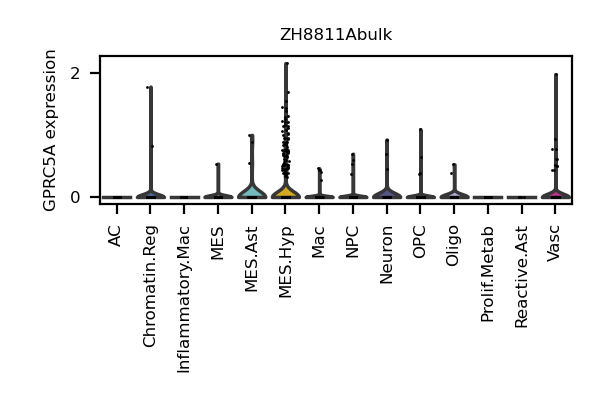 ZH8811Abulk
GPRC5A expression
2
0
AC
Chromatin.Reg
Inflammatory.Mac
MES
MES.Ast
MES.Hyp
Mac
NPC
Neuron
OPC
Oligo
Prolif.Metab
Reactive.Ast
Vasc